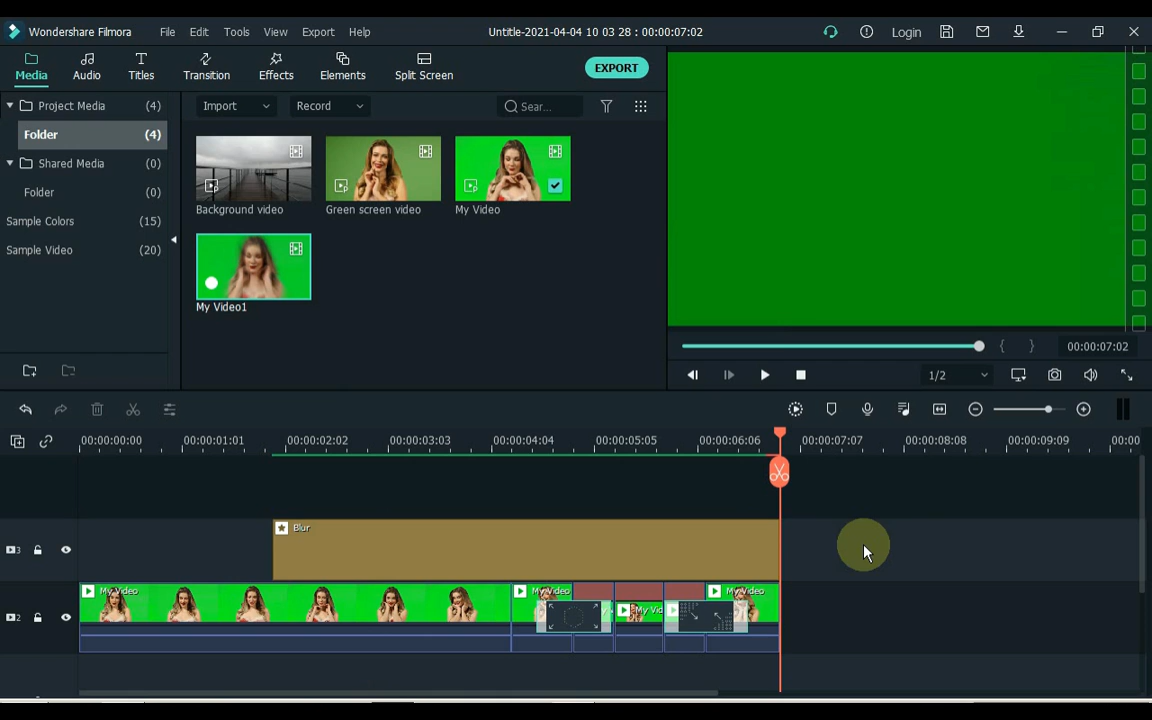 Wondershare Filmora File Edit Tools View Export Help Untitle-2021-04-04 10 03 28 : 00:00:07:02 Login
Media Audio Titles Transition Effects Elements Split Screen EXPORT
Project Media (4) Import Record Sear...
Folder (4)
Shared Media (0)
Folder (0)
Sample Colors (15)
Sample Video (20)
Background video Green screen video My Video
My Video1
00:00:07:02
1/2
00:00:00:00 00:00:01:01 00:00:02:02 00:00:03:03 00:00:04:04 00:00:05:05 00:00:06:06 00:00:07:07 00:00:08:08 00:00:09:09 00:00
3 Blur
2 My Video My Video My Vid My Video